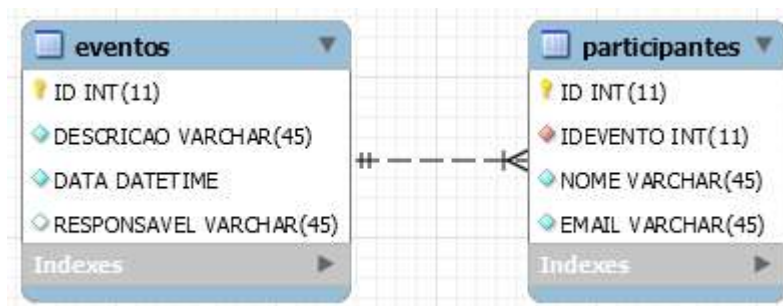 eventos
ID INT(11)
DESCRICAO VARCHAR(45)
DATA DATETIME
RESPONSAVEL VARCHAR(45)
Indexes
participantes
ID INT(11)
IDEVENTO INT(11)
NOME VARCHAR(45)
EMAIL VARCHAR(45)
Indexes